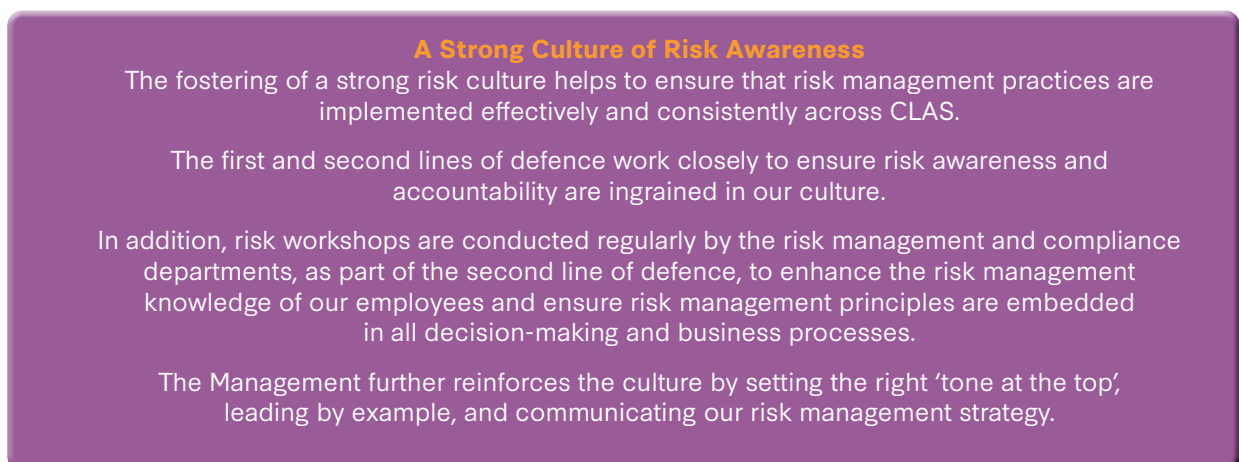 A Strong Culture of Risk Awareness
The fostering of a strong risk culture helps to ensure that risk management practices are
implemented effectively and consistently across CLAS.
The first and second lines of defence work closely to ensure risk awareness and
accountability are ingrained in our culture.
In addition, risk workshops are conducted regularly by the risk management and compliance
departments, as part of the second line of defence, to enhance the risk management
knowledge of our employees and ensure risk management principles are embedded
in all decision-making and business processes.
The Management further reinforces the culture by setting the right ‘tone at the top’,
leading by example, and communicating our risk management strategy.